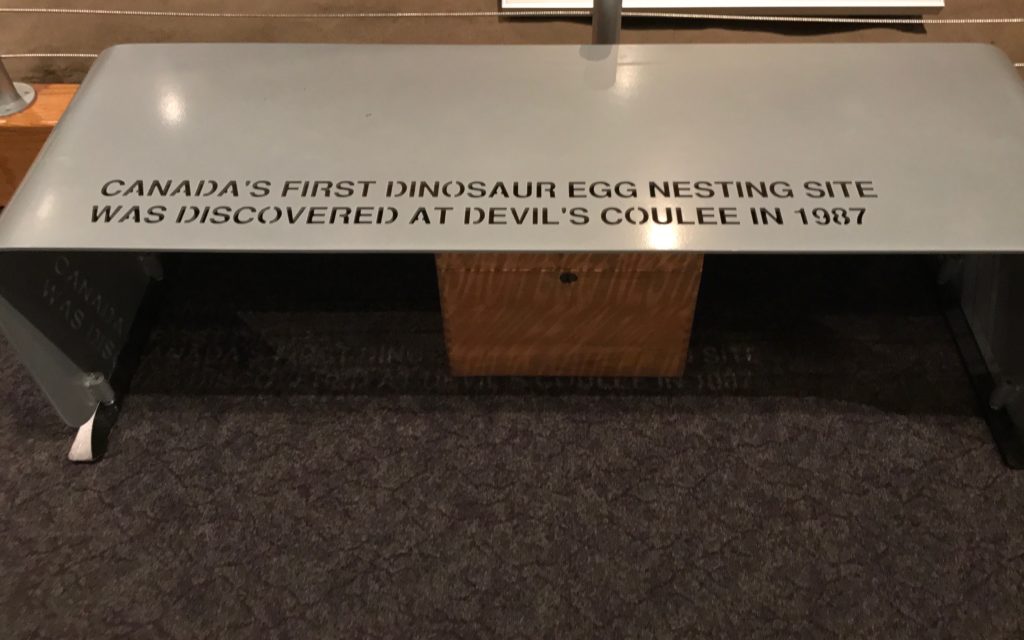 CANADA'S FIRST DINOSAUR EGG NESTING SITE
WAS DISCOVERED AT DEVIL'S COULEE IN 1987